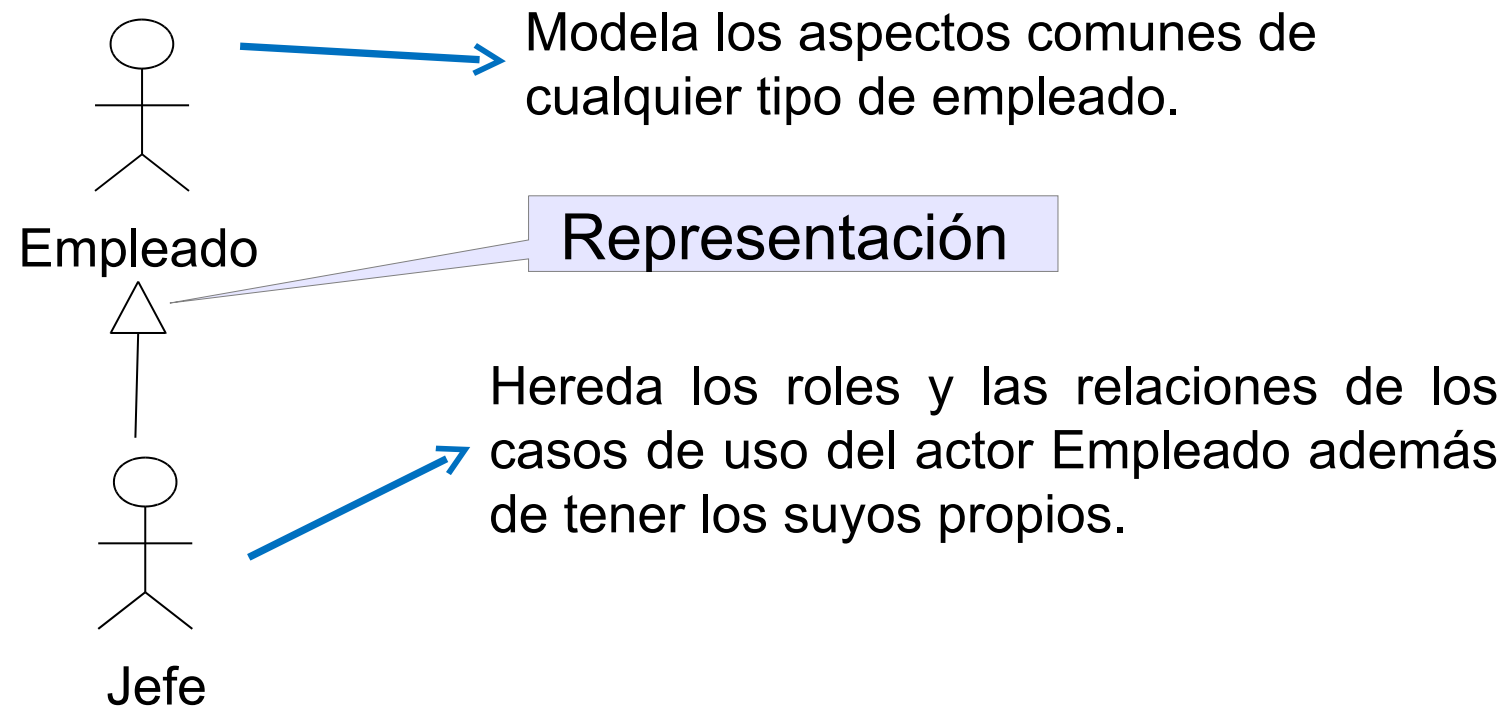 Modela los aspectos comunes de
cualquier tipo de empleado.
Empleado
Representación
Hereda los roles y las relaciones de los
casos de uso del actor Empleado además
de tener los suyos propios.
Jefe